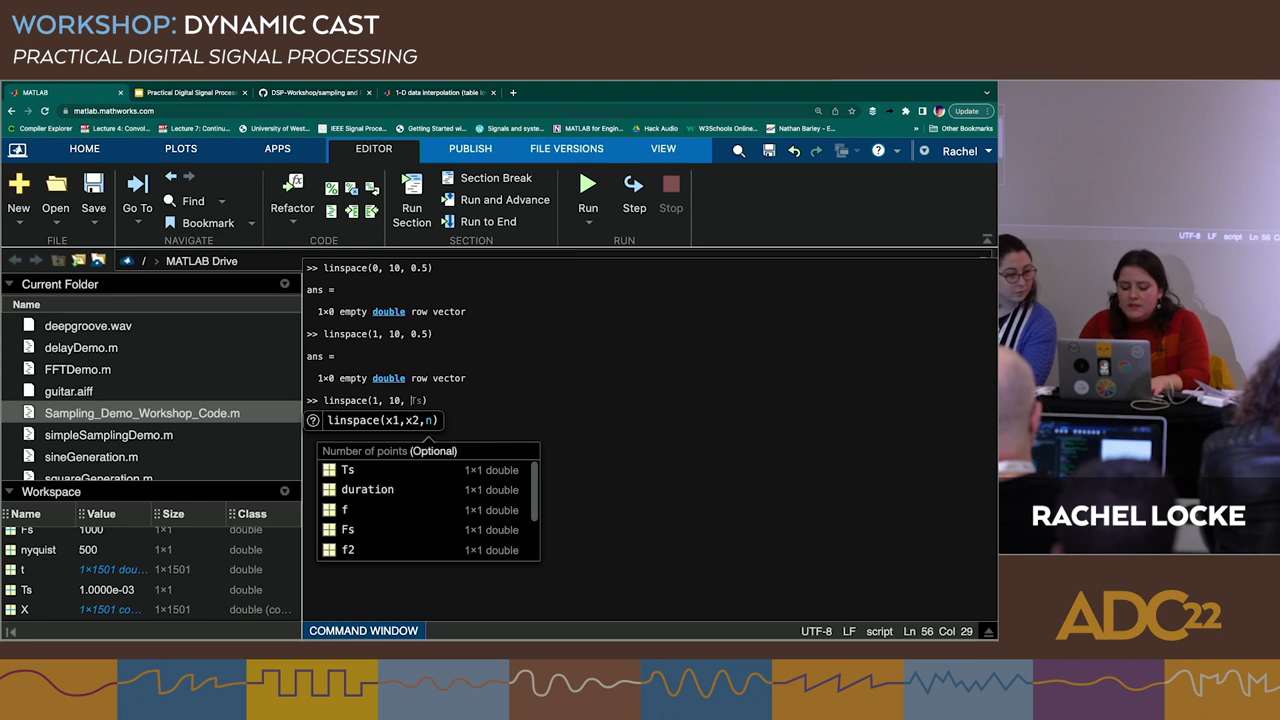 WORKSHOP: DYNAMIC CAST
PRACTICAL DIGITAL SIGNAL PROCESSING
MATLAB
Practical Digital Signal Proces
DSP-Workshop/sampling and
1-D data interpolation (table lo
matlab.mathworks.com
Update
Compiler Explorer
Lecture 4: Convol...
Lecture 7: Continu...
University of West...
IEEE Signal Proce...
Getting Started wi...
Signals and syste...
MATLAB for Engin...
Hack Audio
W3Schools Online...
Nathan Barley - E...
Other Bookmarks
HOME
PLOTS
APPS
EDITOR
PUBLISH
FILE VERSIONS
VIEW
Rachel
New
Open
Save
Go To
Find
Bookmark
Refactor
Run Section
Section Break
Run and Advance
Run to End
Run
Step
Stop
FILE
NAVIGATE
CODE
SECTION
RUN
/ > MATLAB Drive
Current Folder
Name
deepgroove.wav
delayDemo.m
FFTDemo.m
guitar.aiff
Sampling_Demo_Workshop_Code.m
simpleSamplingDemo.m
sineGeneration.m
squareGeneration.m
Workspace
Name Value Size Class
Fs 1000 1×1 double
nyquist 500 1×1 double
t 1×1501 dou... 1×1501 double
Ts 1.0000e-03 1×1 double
X 1×1501 co... 1×1501 double (co...
>> linspace(0, 10, 0.5)
ans =
1×0 empty double row vector
>> linspace(1, 10, 0.5)
ans =
1×0 empty double row vector
>> linspace(1, 10, Ts)
linspace(x1,x2,n)
Number of points (Optional)
Ts 1×1 double
duration 1×1 double
f 1×1 double
Fs 1×1 double
f2 1×1 double
COMMAND WINDOW
UTF-8 LF script Ln 56 Col 29
UTF-8 LF script Ln 5
RACHEL LOCKE
ADC22